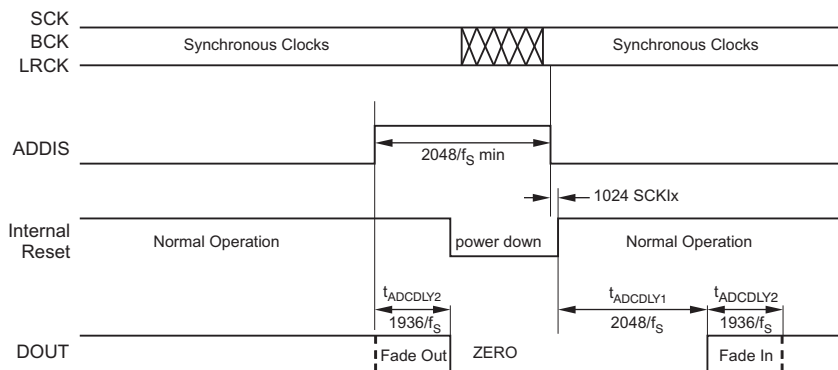 SCK
BCK
LRCK
Synchronous Clocks
Synchronous Clocks
ADDIS
2048/fS min
1024 SCKIx
Internal
Reset
Normal Operation
power down
Normal Operation
tADCDLY2
1936/fS
tADCDLY1
2048/fS
tADCDLY2
1936/fS
DOUT
Fade Out
ZERO
Fade In